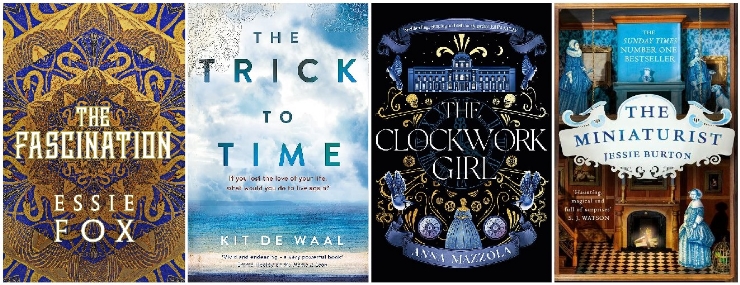 THE
FASCINATION
ESSIE
FOX
THE
TRICK
TO
TIME
If you lost the love of your life,
what would you do to live again?
KIT DE WAAL
THE
CLOCKWORK
GIRL
ANNA MAZZOLA
THE
SUNDAY TIMES
NUMBER ONE
BESTSELLER
THE
MINIATURIST
JESSIE BURTON
'Haunting,
magical and
full of surprises'
S. J. WATSON